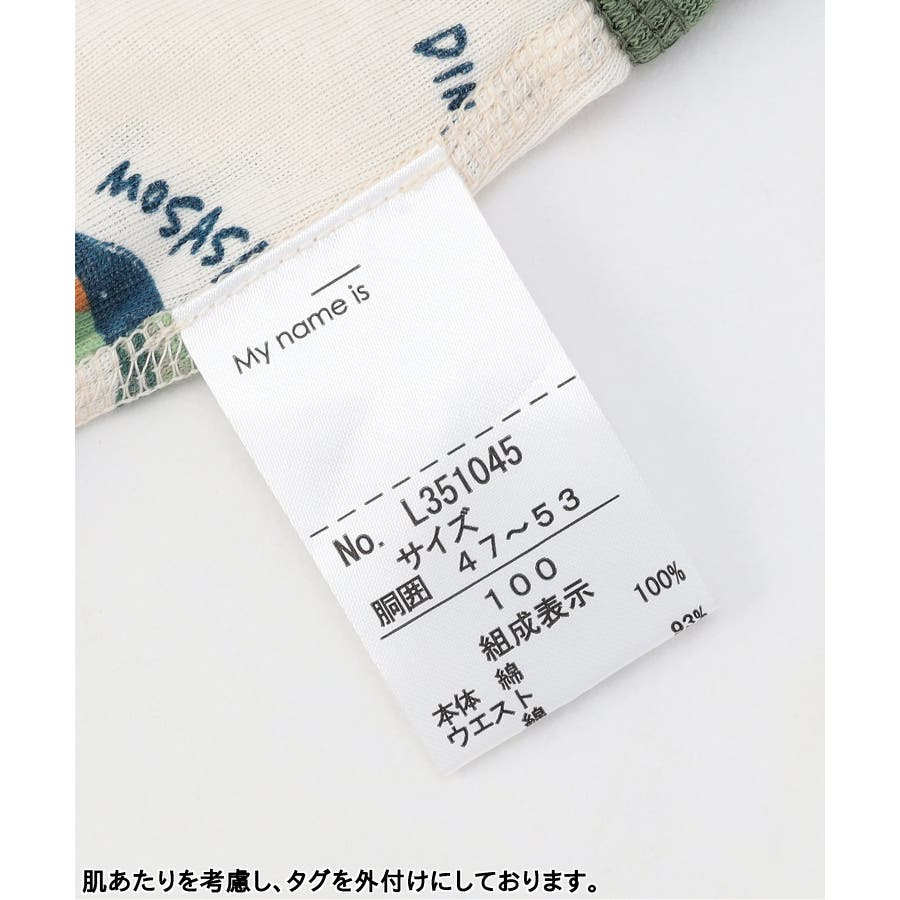 My name is
No. L351045
サイズ
胴囲 47～53
100
組成表示
本体 綿 100%
ウエスト 綿 93%
肌あたりを考慮し、タグを外付けにしております。